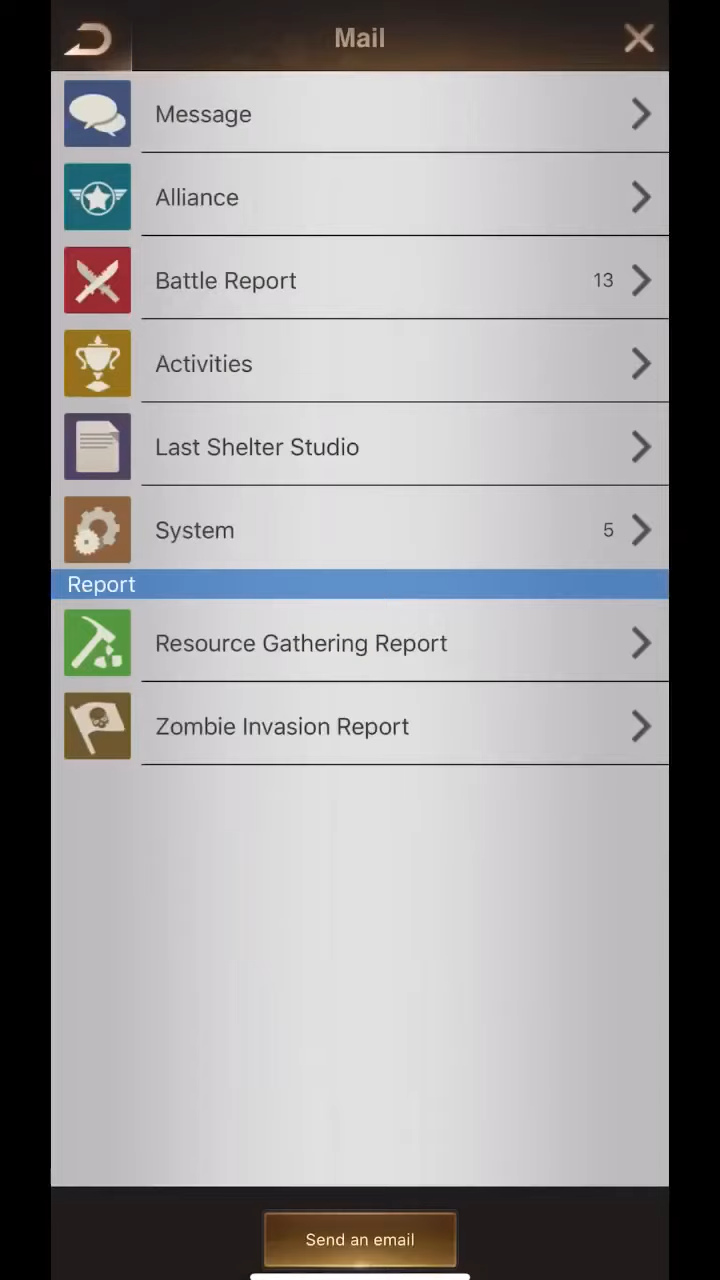 Mail
Message
Alliance
Battle Report 13
Activities
Last Shelter Studio
System 5
Report
Resource Gathering Report
Zombie Invasion Report
Send an email